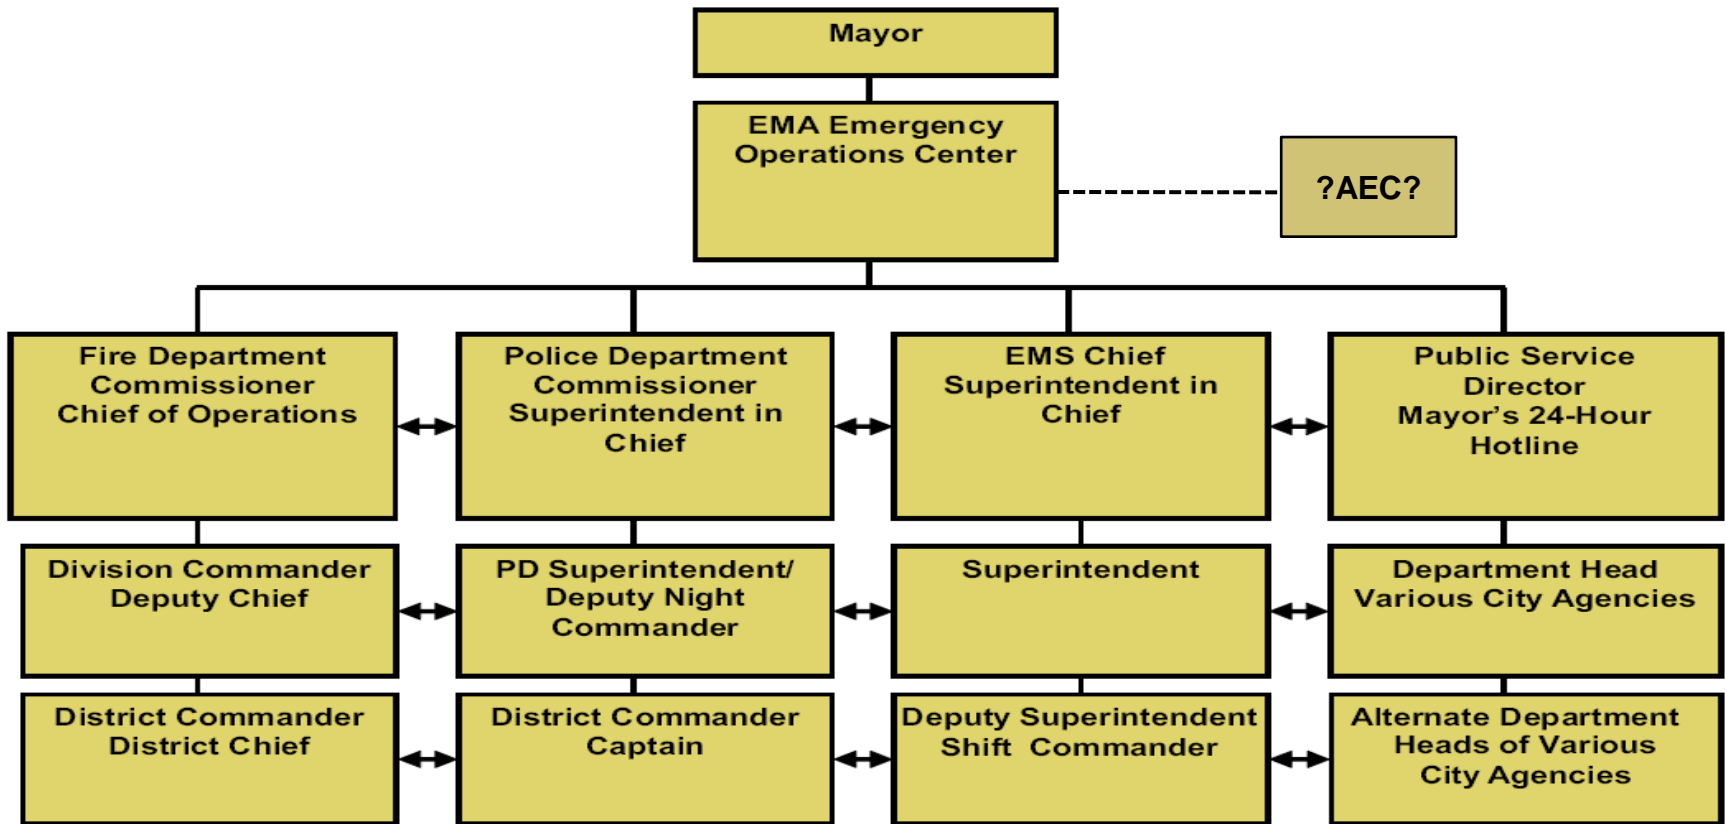 Mayor
EMA Emergency
Operations Center
?AEC?
Fire Department
Commissioner
Chief of Operations
Police Department
Commissioner
Superintendent in
Chief
EMS Chief
Superintendent in
Chief
Public Service
Director
Mayor’s 24-Hour
Hotline
Division Commander
Deputy Chief
PD Superintendent/
Deputy Night
Commander
Superintendent
Department Head
Various City Agencies
District Commander
District Chief
District Commander
Captain
Deputy Superintendent
Shift Commander
Alternate Department
Heads of Various
City Agencies